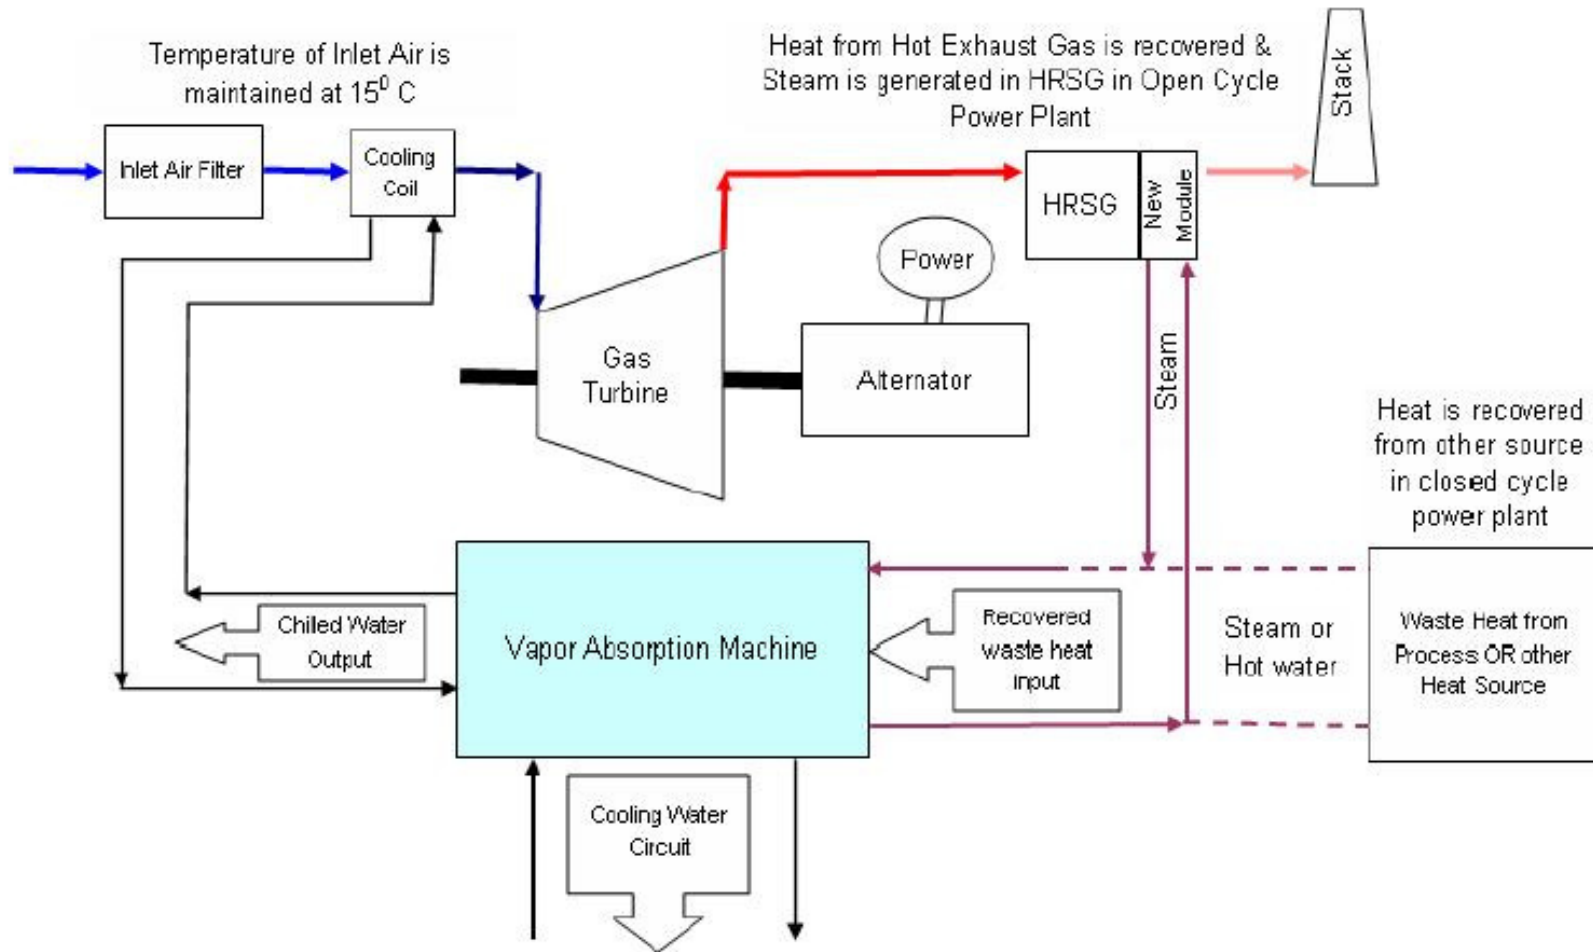 Temperature of Inlet Air is
maintained at 15⁰ C
Heat from Hot Exhaust Gas is recovered &
Steam is generated in HRSG in Open Cycle
Power Plant
Stack
Inlet Air Filter
Cooling
Coil
HRSG
New
Module
Power
Gas
Turbine
Alternator
Steam
Heat is recovered
from other source
in closed cycle
power plant
Chilled Water
Output
Vapor Absorption Machine
Recovered
waste heat
input
Steam or
Hot water
Waste Heat from
Process OR other
Heat Source
Cooling Water
Circuit